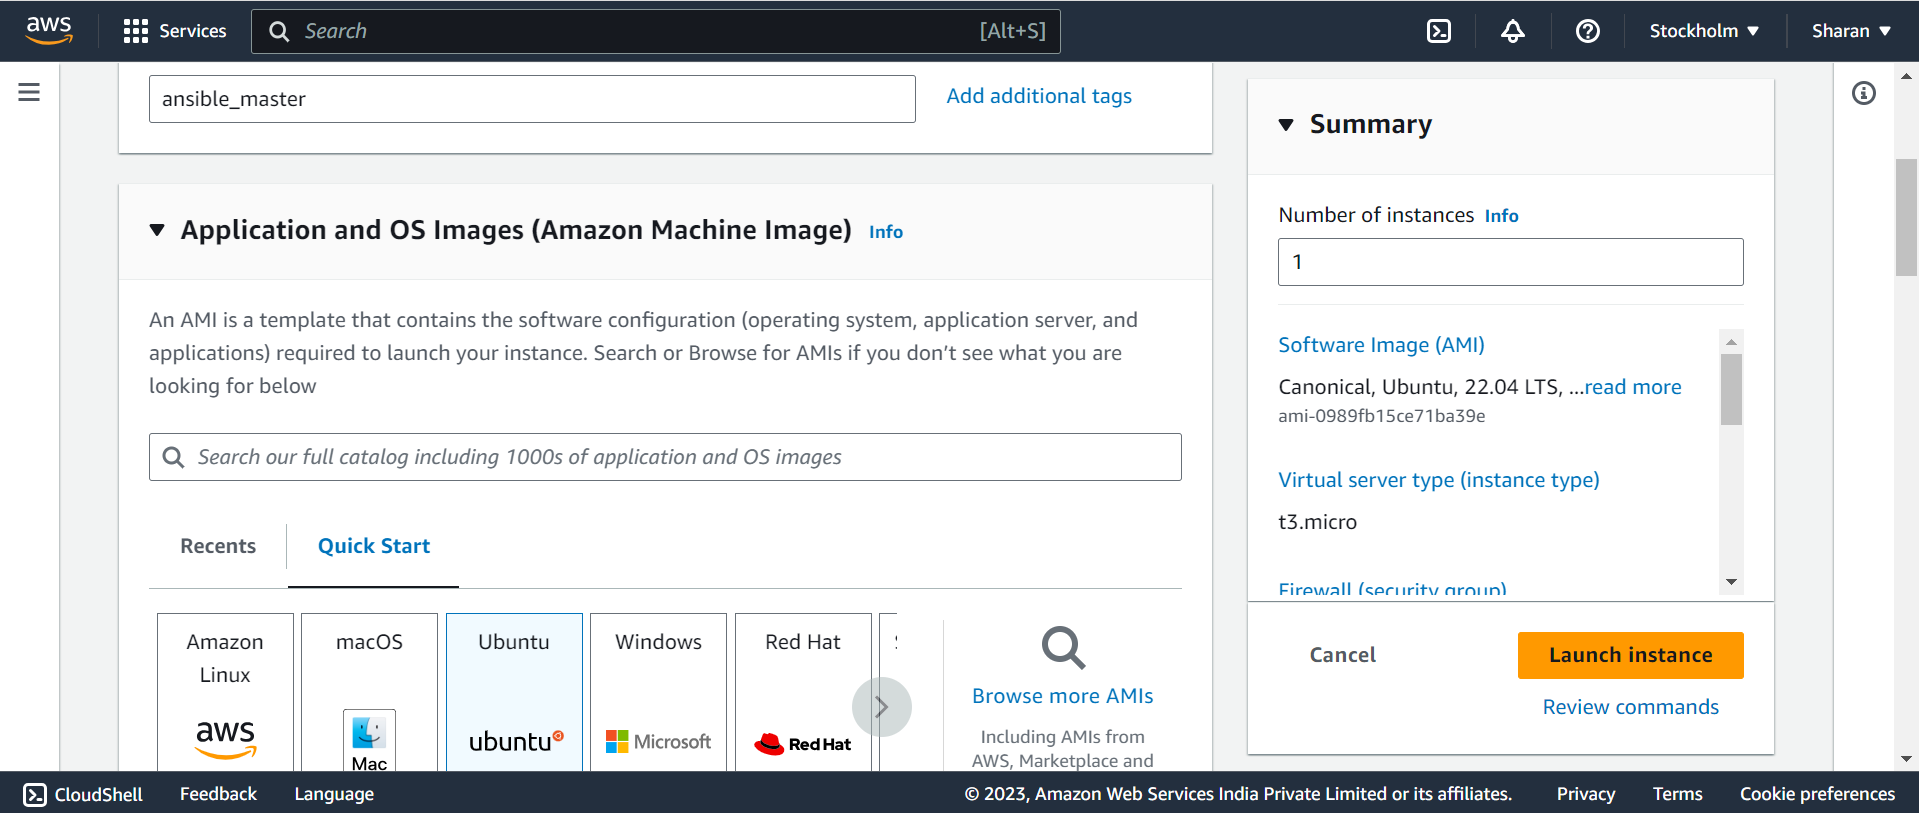 aws Services Search [Alt+S] Stockholm ▼ Sharan ▼
ansible_master
Add additional tags
▼ Application and OS Images (Amazon Machine Image) Info
An AMI is a template that contains the software configuration (operating system, application server, and
applications) required to launch your instance. Search or Browse for AMIs if you don’t see what you are
looking for below
Search our full catalog including 1000s of application and OS images
Recents Quick Start
Amazon
Linux
aws
macOS
Mac
Ubuntu
ubuntu
Windows
Microsoft
Red Hat
Red Hat
Browse more AMIs
Including AMIs from
AWS, Marketplace and
▼ Summary
Number of instances Info
1
Software Image (AMI)
Canonical, Ubuntu, 22.04 LTS, ...read more
ami-0989fb15ce71ba39e
Virtual server type (instance type)
t3.micro
Firewall (security group)
Cancel Launch instance
Review commands
CloudShell Feedback Language © 2023, Amazon Web Services India Private Limited or its affiliates. Privacy Terms Cookie preferences